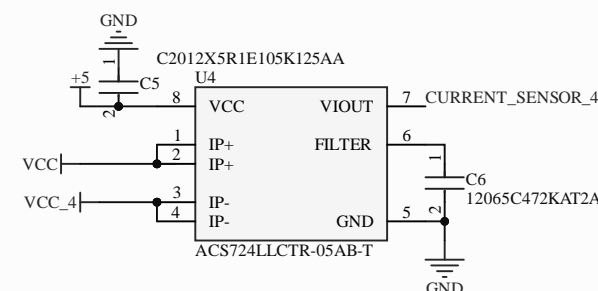 GND
C2012X5R1E105K125AA
1
+5
C5
U4
2
8
VCC
VIOUT
7
CURRENT_SENSOR_4
1
IP+
FILTER
6
2
IP+
1
VCC
C6
12065C472KAT2A
3
IP-
VCC_4
4
IP-
GND
5
2
ACS724LLCTR-05AB-T
GND